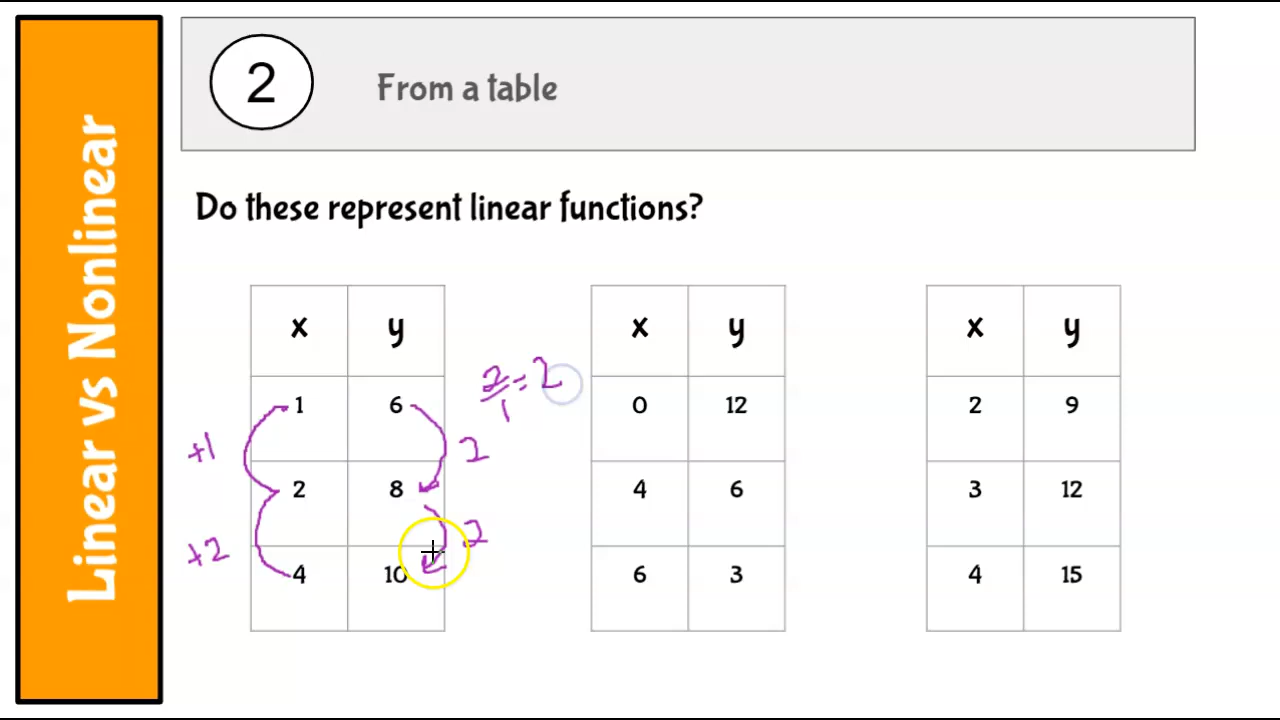 Linear vs Nonlinear
2 From a table
Do these represent linear functions?
x y
1 6
2 8
4 10
+1
+2
2
2
2/1 = 2
x y
0 12
4 6
6 3
x y
2 9
3 12
4 15